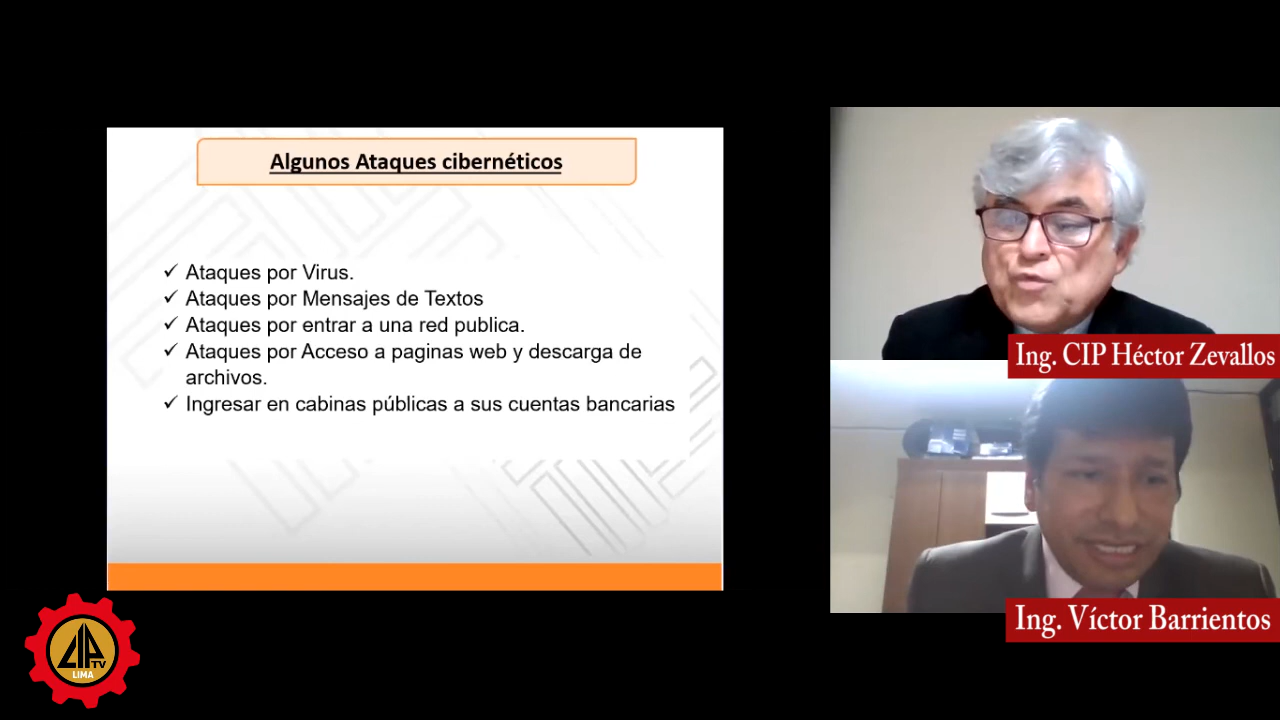 Algunos Ataques cibernéticos
✓ Ataques por Virus.
✓ Ataques por Mensajes de Textos
✓ Ataques por entrar a una red publica.
✓ Ataques por Acceso a paginas web y descarga de
archivos.
✓ Ingresar en cabinas públicas a sus cuentas bancarias
Ing. CIP Héctor Zevallos
Ing. Víctor Barrientos
CIP
TV
LIMA